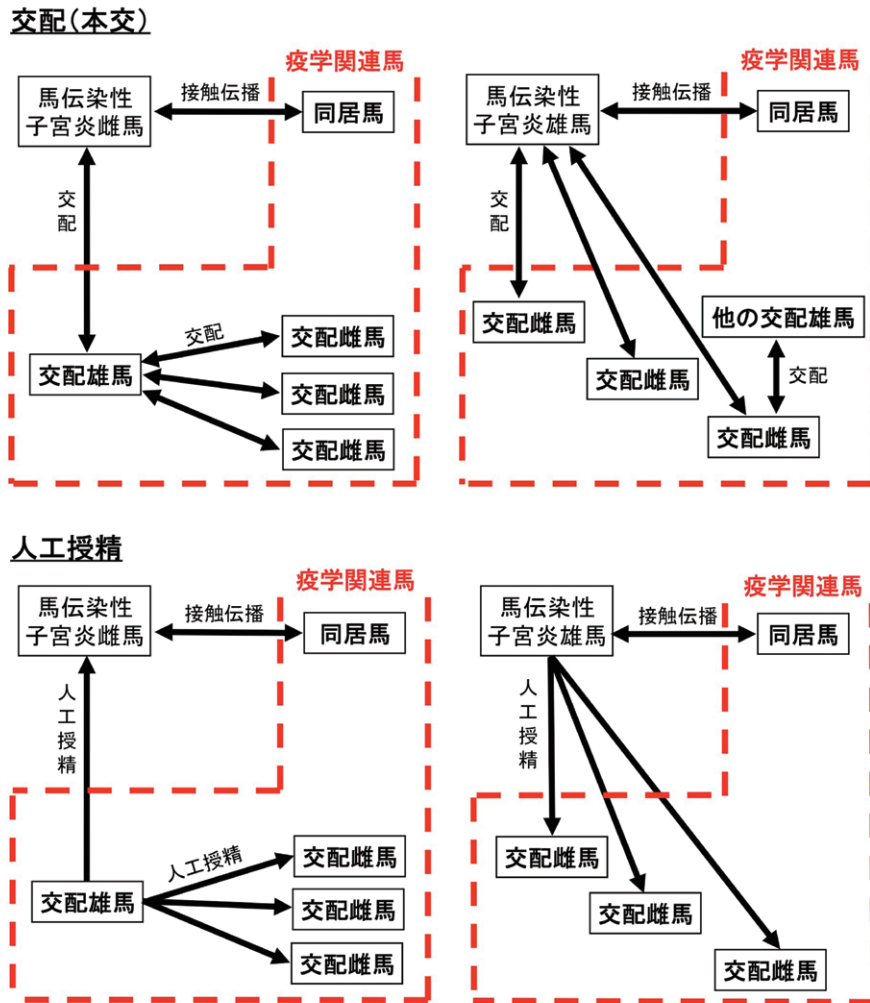 交配(本交)
疫学関連馬
馬伝染性
子宮炎雌馬
接触伝播
同居馬
交配
交配雄馬
交配
交配雌馬
交配雌馬
交配雌馬
疫学関連馬
馬伝染性
子宮炎雄馬
接触伝播
同居馬
交配
交配雌馬
交配雌馬
他の交配雄馬
交配
交配雌馬
人工授精
疫学関連馬
馬伝染性
子宮炎雌馬
接触伝播
同居馬
人工授精
交配雄馬
人工授精
交配雌馬
交配雌馬
交配雌馬
疫学関連馬
馬伝染性
子宮炎雄馬
接触伝播
同居馬
人工授精
交配雌馬
交配雌馬
交配雌馬